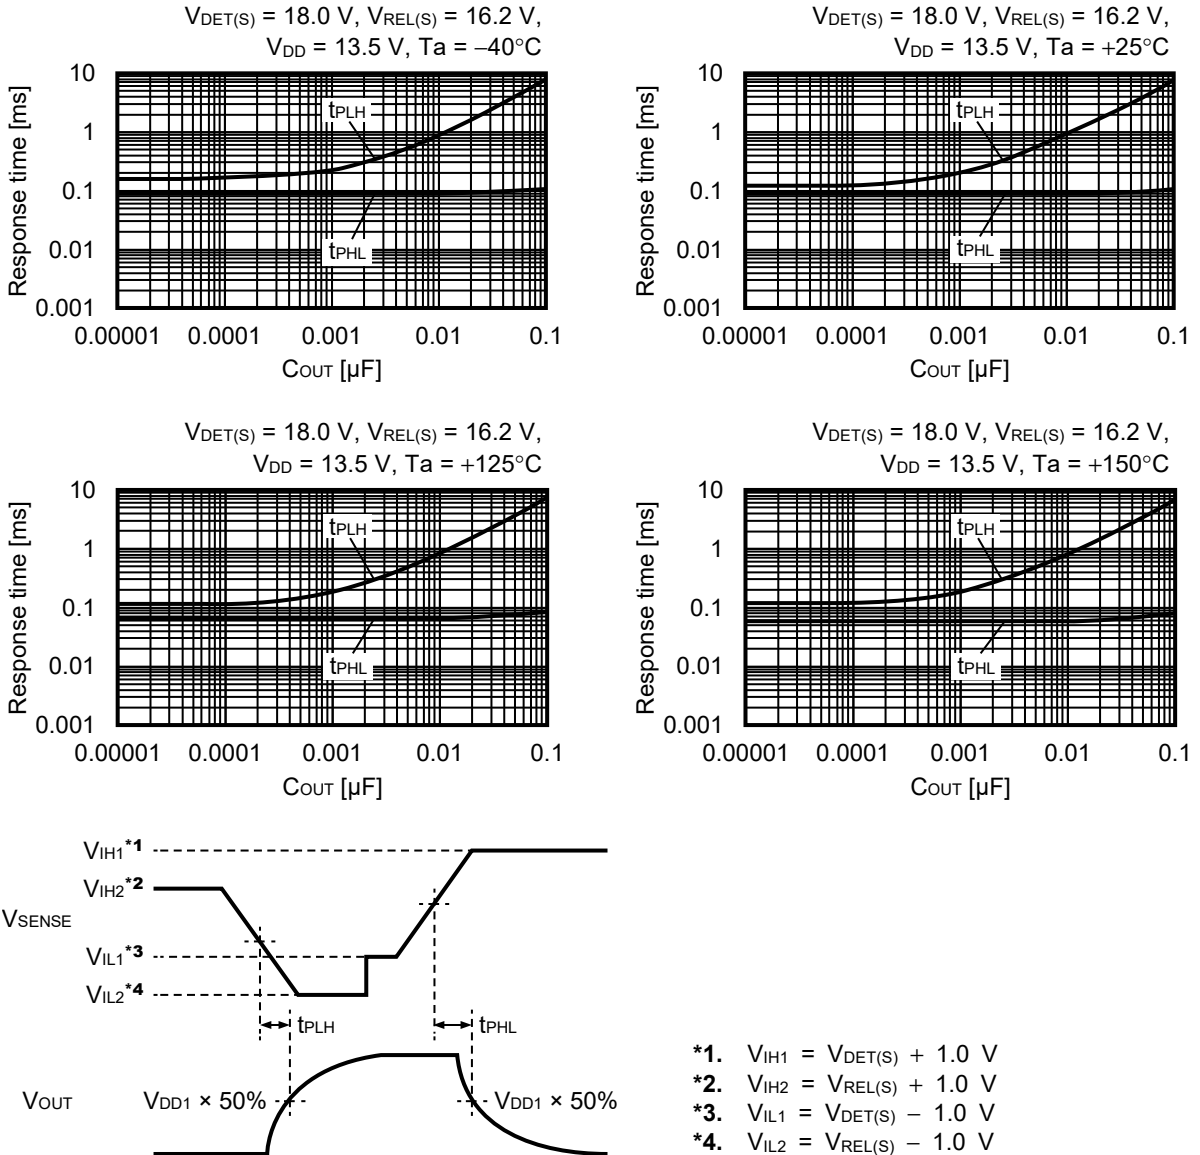 VDET(S) = 18.0 V, VREL(S) = 16.2 V,
VDD = 13.5 V, Ta = −40°C
Response time [ms]
10
1
0.1
0.01
0.001
tPLH
tPHL
0.00001 0.0001 0.001 0.01 0.1
COUT [µF]
VDET(S) = 18.0 V, VREL(S) = 16.2 V,
VDD = 13.5 V, Ta = +25°C
Response time [ms]
10
1
0.1
0.01
0.001
tPLH
tPHL
0.00001 0.0001 0.001 0.01 0.1
COUT [µF]
VDET(S) = 18.0 V, VREL(S) = 16.2 V,
VDD = 13.5 V, Ta = +125°C
Response time [ms]
10
1
0.1
0.01
0.001
tPLH
tPHL
0.00001 0.0001 0.001 0.01 0.1
COUT [µF]
VDET(S) = 18.0 V, VREL(S) = 16.2 V,
VDD = 13.5 V, Ta = +150°C
Response time [ms]
10
1
0.1
0.01
0.001
tPLH
tPHL
0.00001 0.0001 0.001 0.01 0.1
COUT [µF]
VIH1*1
VIH2*2
VSENSE
VIL1*3
VIL2*4
tPLH
tPHL
VOUT
VDD1 × 50%
VDD1 × 50%
*1. VIH1 = VDET(S) + 1.0 V
*2. VIH2 = VREL(S) + 1.0 V
*3. VIL1 = VDET(S) − 1.0 V
*4. VIL2 = VREL(S) − 1.0 V